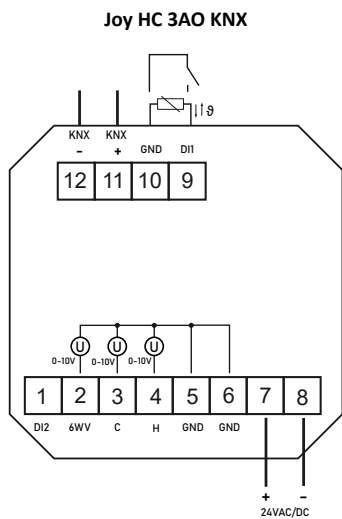 Joy HC 3AO KNX
ϑ
KNX KNX GND DI1
- +
12 11 10 9
U U U
0-10V 0-10V 0-10V
1 2 3 4 5 6 7 8
DI2 6WV C H GND GND
+ -
24VAC/DC